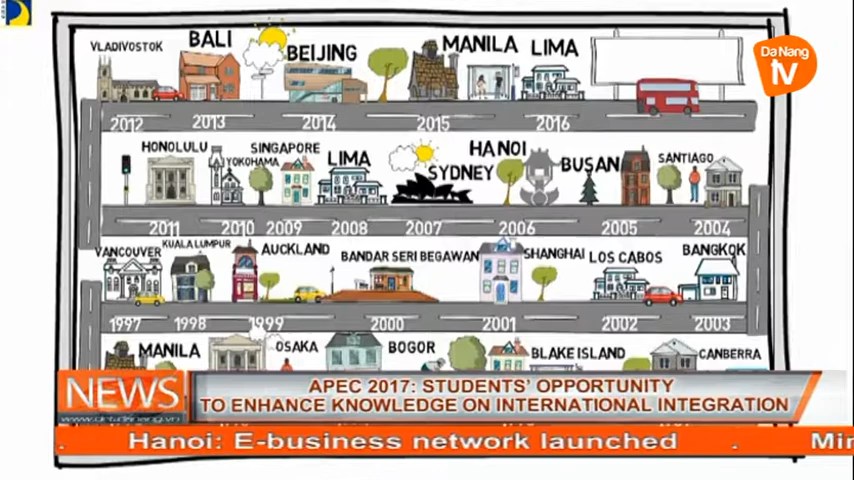 VLADIVOSTOK
BALI
BEIJING
MANILA
LIMA
Da Nang
tv
2012
2013
2014
2015
2016
HONOLULU
YOKOHAMA
SINGAPORE
LIMA
SYDNEY
HANOI
BUSAN
SANTIAGO
2011
2010
2009
2008
2007
2006
2005
2004
VANCOUVER
KUALA LUMPUR
AUCKLAND
BANDAR SERI BEGAWAN
SHANGHAI
LOS CABOS
BANGKOK
1997
1998
1999
2000
2001
2002
2003
MANILA
OSAKA
BOGOR
BLAKE ISLAND
CANBERRA
NEWS
APEC 2017: STUDENTS' OPPORTUNITY
TO ENHANCE KNOWLEDGE ON INTERNATIONAL INTEGRATION
. Hanoi: E-business network launched . Min